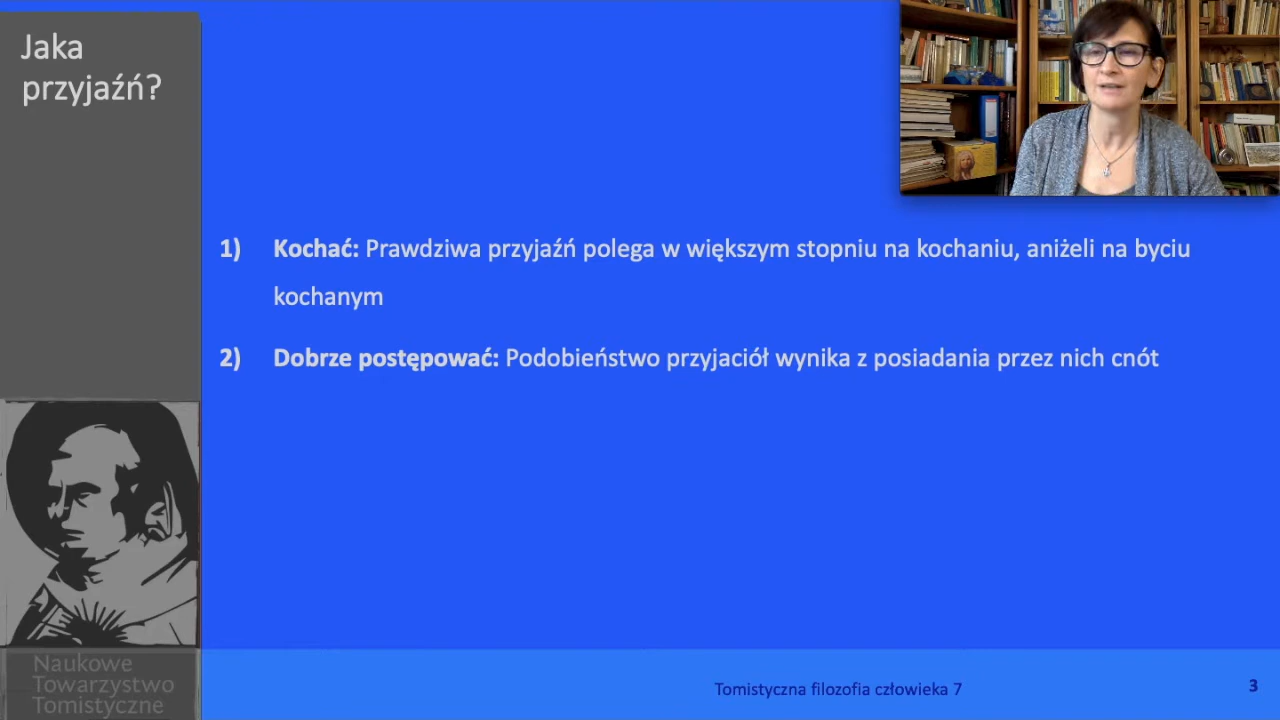 Jaka
przyjaźń?
1) Kochać: Prawdziwa przyjaźń polega w większym stopniu na kochaniu, aniżeli na byciu
kochanym
2) Dobrze postępować: Podobieństwo przyjaciół wynika z posiadania przez nich cnót
Naukowe
Towarzystwo
Tomistyczne
Tomistyczna filozofia człowieka 7
3